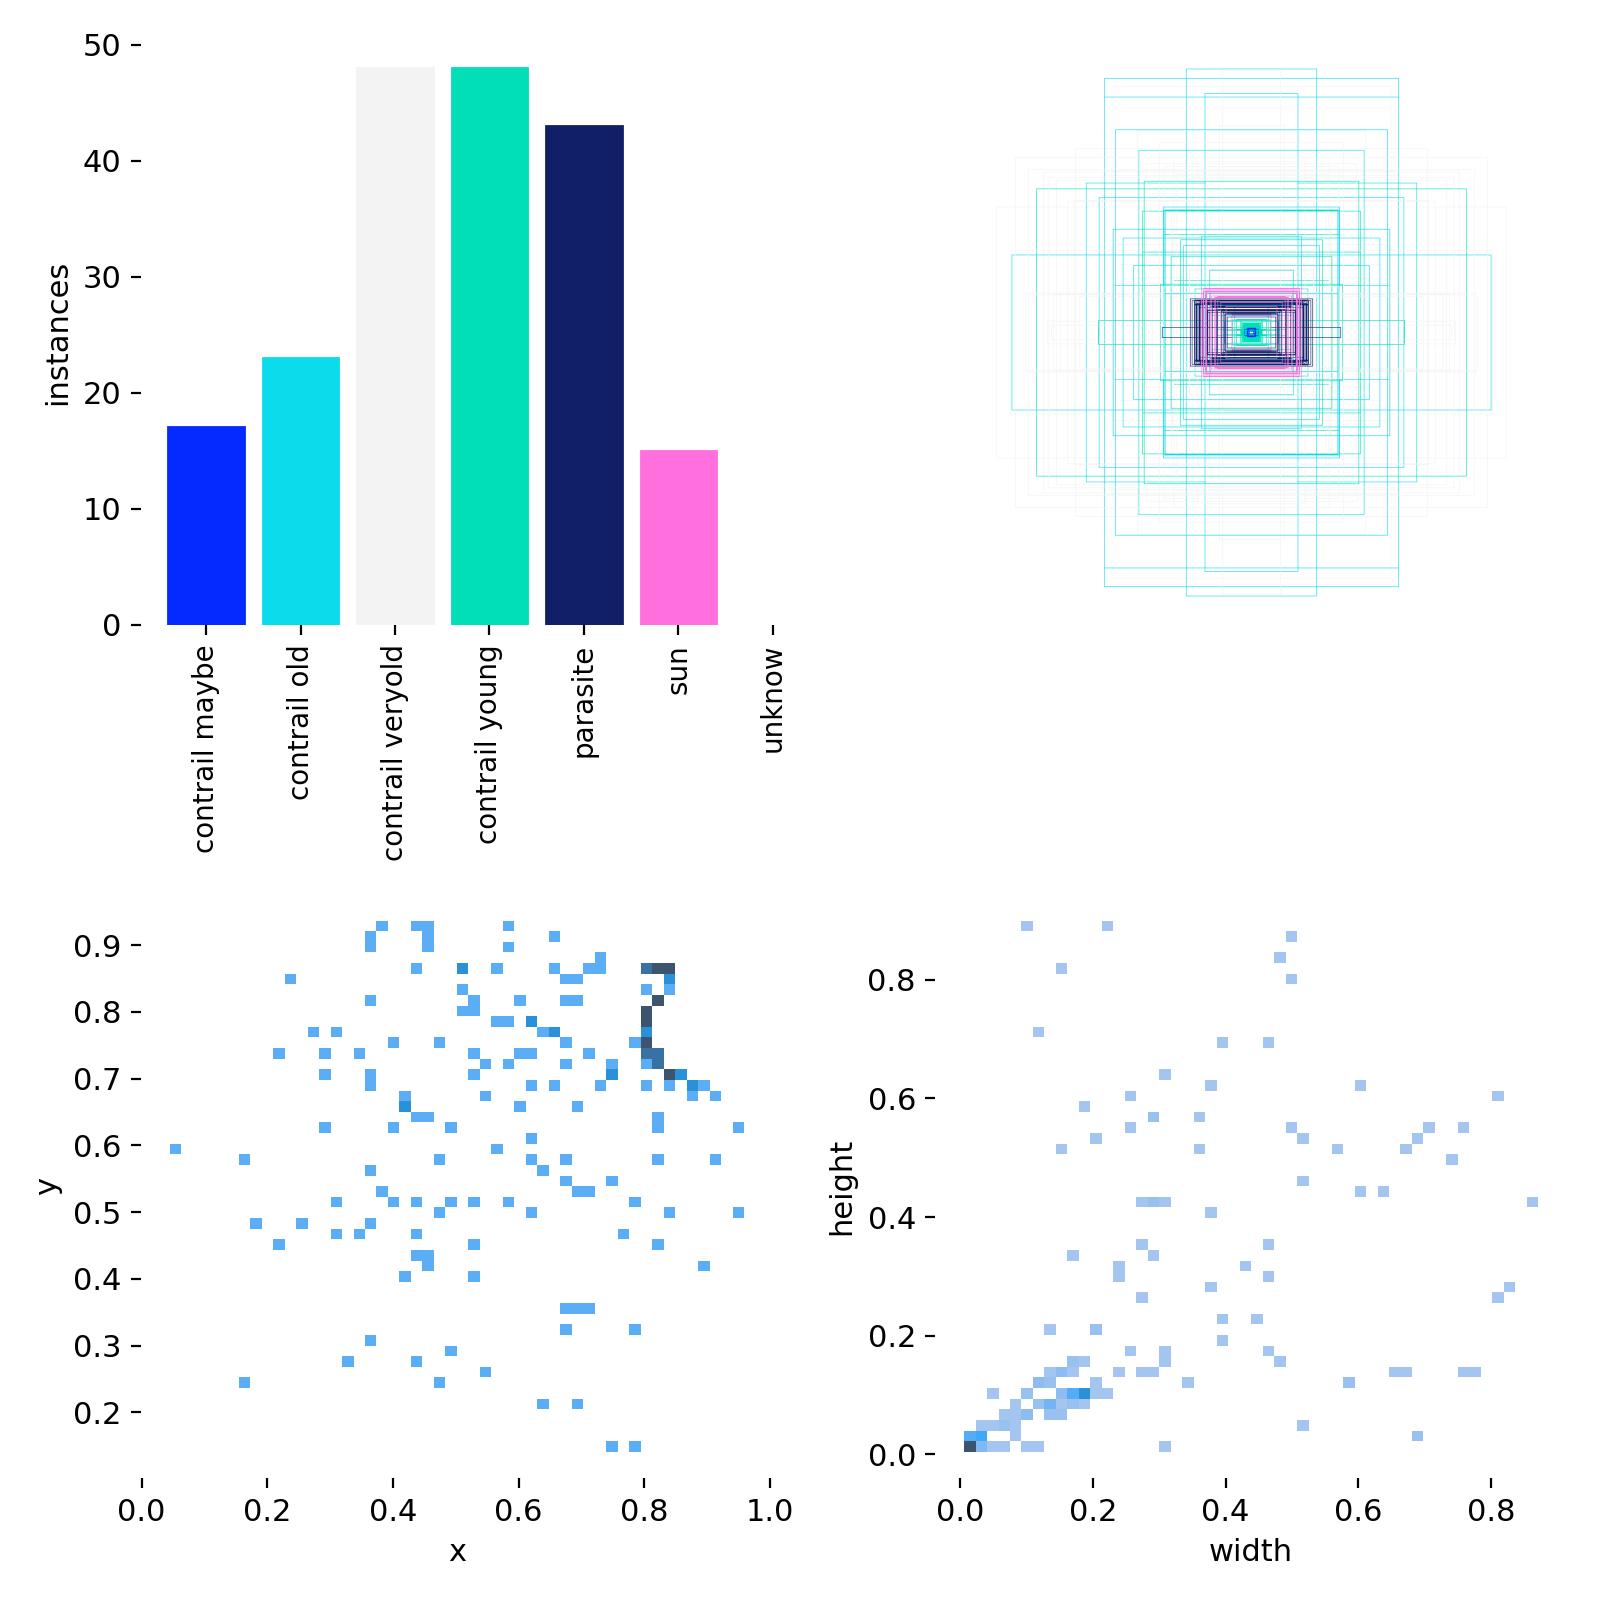 50
40
30
20
10
0
instances
contrail maybe
contrail old
contrail veryold
contrail young
parasite
sun
unknow
0.9
0.8
0.7
0.6
0.5
0.4
0.3
0.2
y
0.0 0.2 0.4 0.6 0.8 1.0
x
0.8
0.6
0.4
0.2
0.0
height
0.0 0.2 0.4 0.6 0.8
width